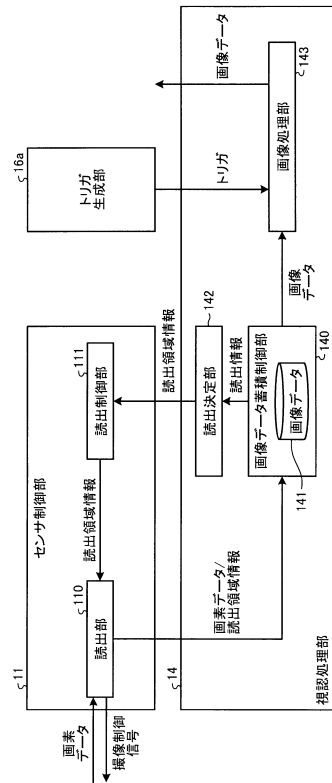 11
センサ制御部
画素
データ
撮像制御
信号
110
読出部
読出領域情報
111
読出制御部
16a
トリガ
生成部
画素データ/
読出領域情報
読出領域情報
トリガ
画像データ
14
視認処理部
142
読出決定部
読出情報
画像データ蓄積制御部
画像データ
141
140
画像
データ
画像処理部
143